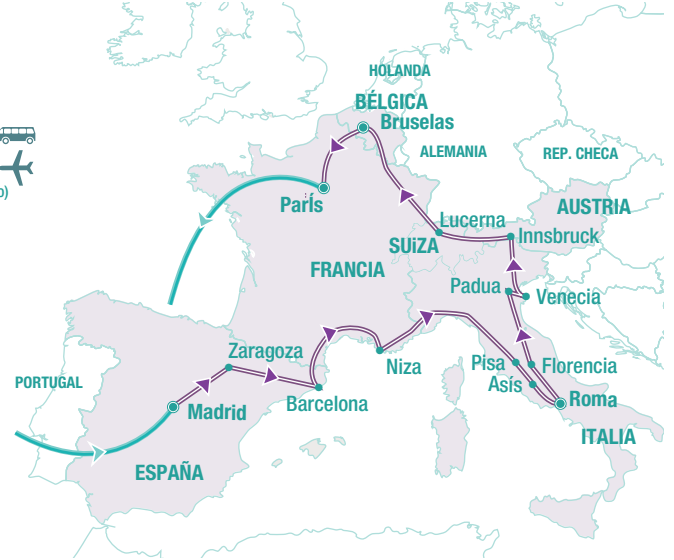 HOLANDA
BÉLGICA
Bruselas
o)
ALEMANIA
REP. CHECA
París
AUSTRIA
Lucerna
SUiZA
Innsbruck
FRANCIA
Padua
Venecia
Zaragoza
Niza
Pisa
Florencia
PORTUGAL
Asís
Madrid
Barcelona
Roma
ITALIA
ESPAÑA